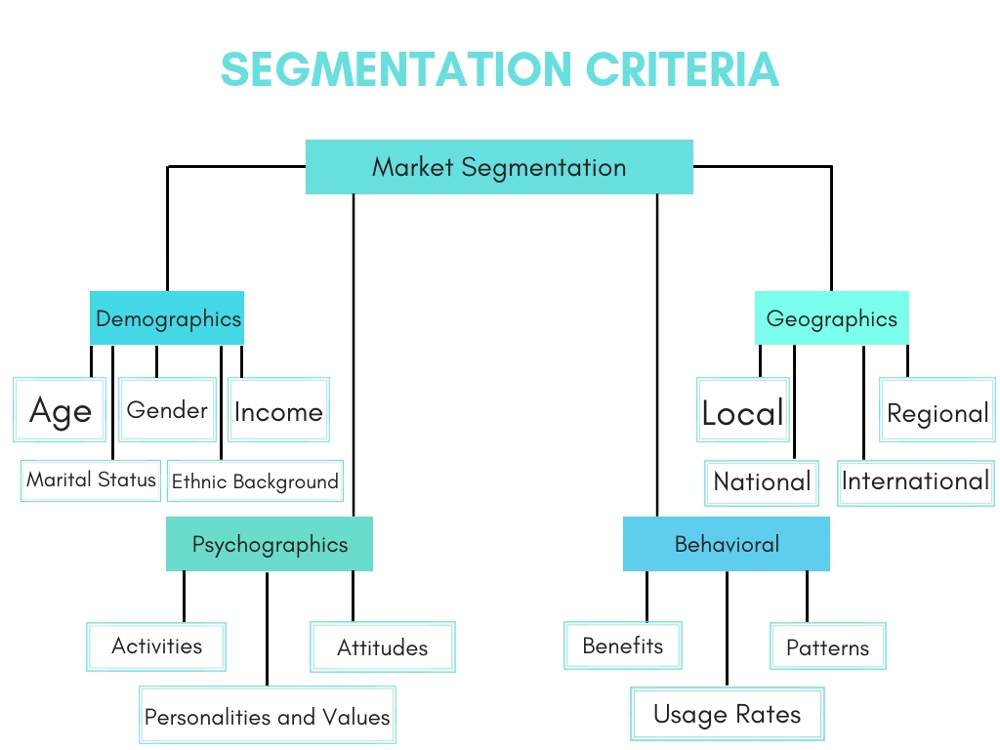 SEGMENTATION CRITERIA
Market Segmentation
Demographics
Geographics
Age
Gender
Income
Local
Regional
Marital Status
Ethnic Background
National
International
Psychographics
Behavioral
Activities
Attitudes
Benefits
Patterns
Personalities and Values
Usage Rates